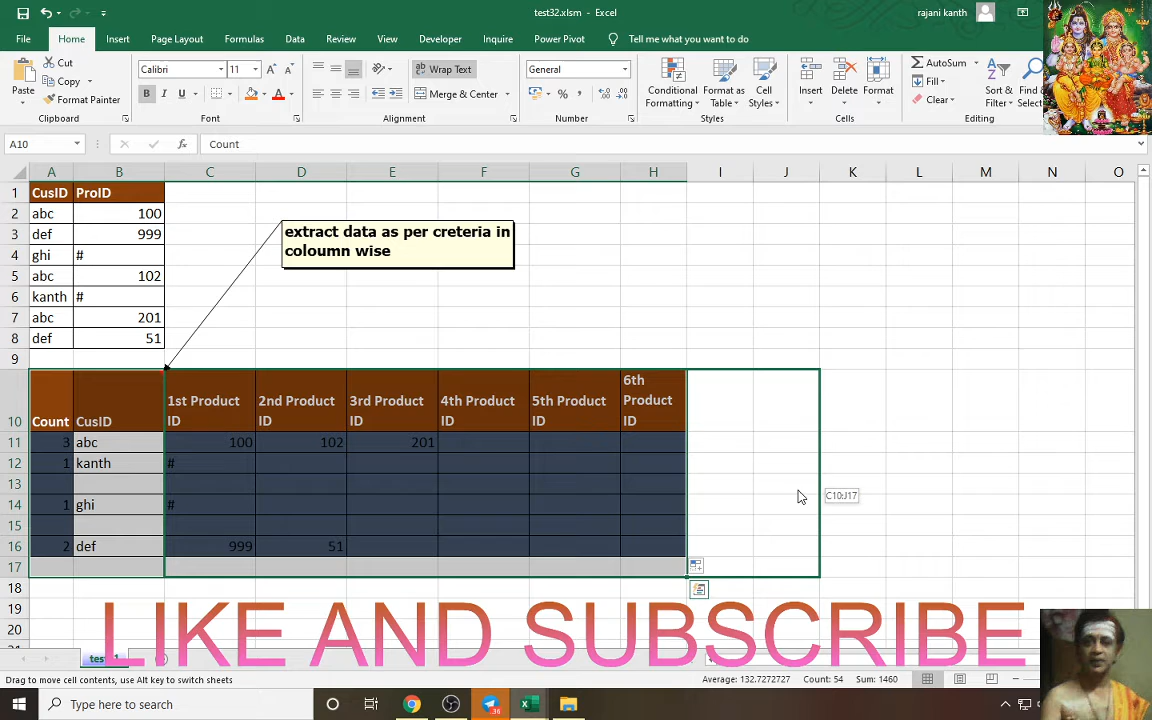 test32.xlsm - Excel
rajani kanth
File Home Insert Page Layout Formulas Data Review View Developer Inquire Power Pivot Tell me what you want to do
Cut
Copy
Format Painter
Paste
Clipboard
Calibri 11
B I U
Font
Wrap Text
Merge & Center
Alignment
General
Number
Conditional Formatting
Format as Table
Cell Styles
Styles
Insert Delete Format
Cells
AutoSum
Fill
Clear
Sort & Filter
Find
Selec
Editing
A10 Count
A B C D E F G H I J K L M N O
1 CusID ProID
2 abc 100
3 def 999
4 ghi #
5 abc 102
6 kanth #
7 abc 201
8 def 51
9
extract data as per creteria in
coloumn wise
10 Count CusID 1st Product ID 2nd Product ID 3rd Product ID 4th Product ID 5th Product ID 6th Product ID
11 3 abc 100 102 201
12 1 kanth #
13
14 1 ghi #
15
16 2 def 999 51
17
18
19
20
C10:J17
LIKE AND SUBSCRIBE
Drag to move cell contents, use Alt key to switch sheets
Average: 132.7272727 Count: 54 Sum: 1460
Type here to search